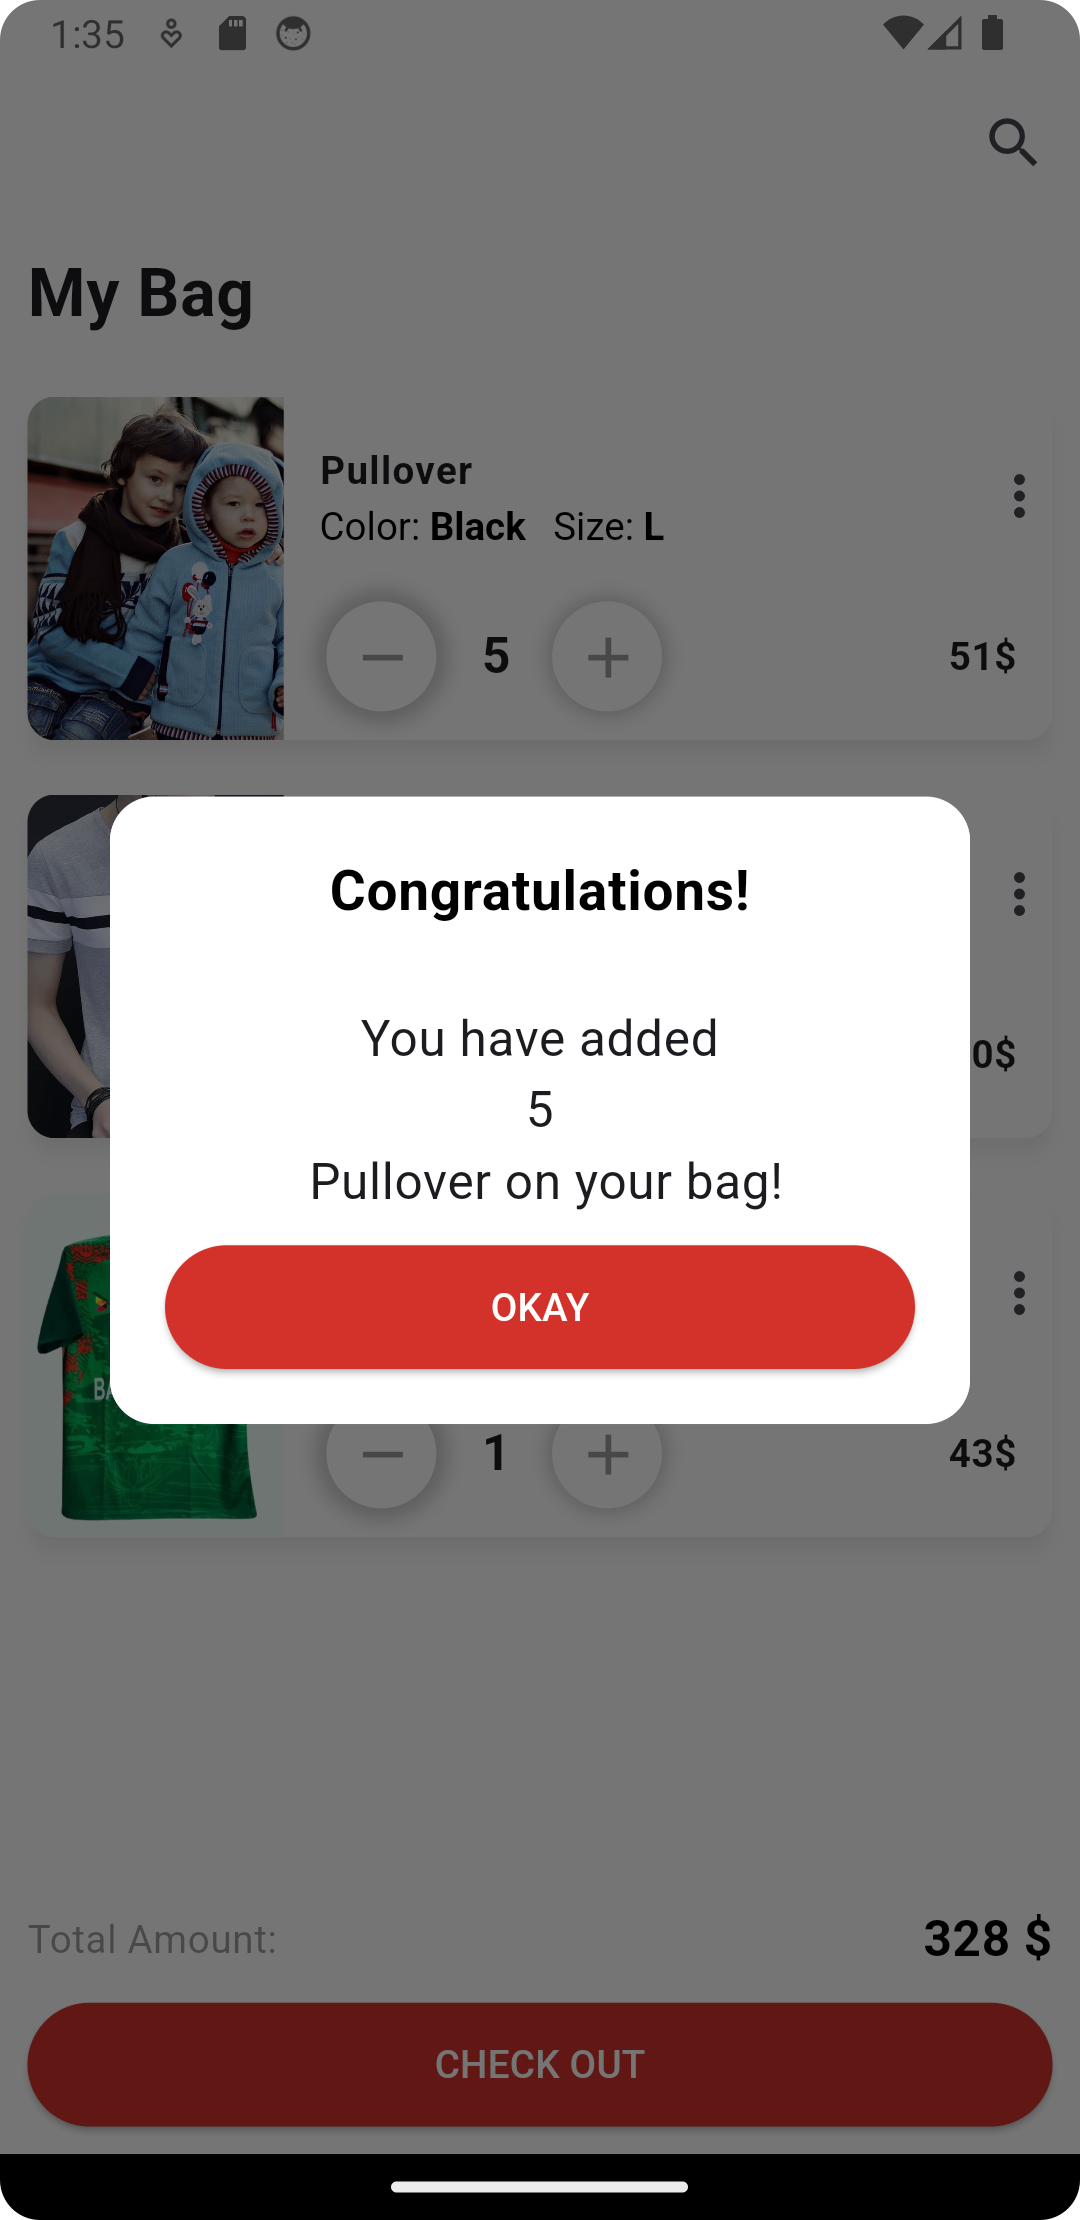 1:35
My Bag
Pullover
Color: Black Size: L
5
51$
Congratulations!
You have added
5
Pullover on your bag!
0$
OKAY
1
43$
Total Amount:
328 $
CHECK OUT